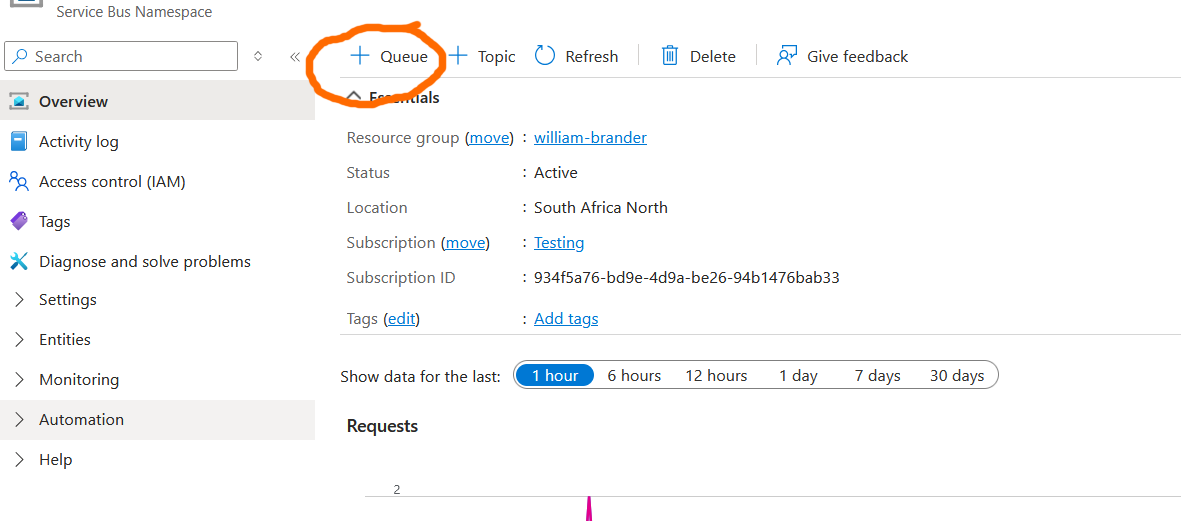 Service Bus Namespace
Search
Overview
Activity log
Access control (IAM)
Tags
Diagnose and solve problems
Settings
Entities
Monitoring
Automation
Help
Queue Topic Refresh Delete Give feedback
Essentials
Resource group (move) : william-brander
Status : Active
Location : South Africa North
Subscription (move) : Testing
Subscription ID : 934f5a76-bd9e-4d9a-be26-94b1476bab33
Tags (edit) : Add tags
Show data for the last: 1 hour 6 hours 12 hours 1 day 7 days 30 days
Requests
2